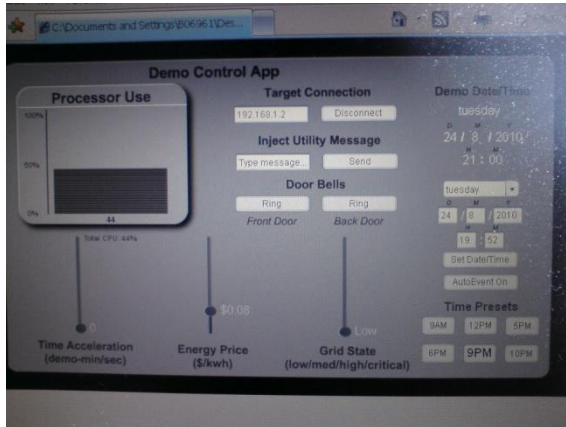 C:\Documents and Settings\B06961\Des...
Demo Control App
Processor Use
100%
50%
0%
44
Total CPU: 44%
Target Connection
192.168.1.2 Disconnect
Inject Utility Message
Type message... Send
Door Bells
Ring Ring
Front Door Back Door
Demo Date/Time
tuesday
D M Y
24 / 8 / 2010
H M
21 : 00
tuesday
D M Y
24 / 8 / 2010
H M
19 : 52
Set Date/Time
AutoEvent On
Time Presets
9AM 12PM 5PM
6PM 9PM 10PM
0
Time Acceleration
(demo-min/sec)
$0.08
Energy Price
($/kwh)
Low
Grid State
(low/med/high/critical)